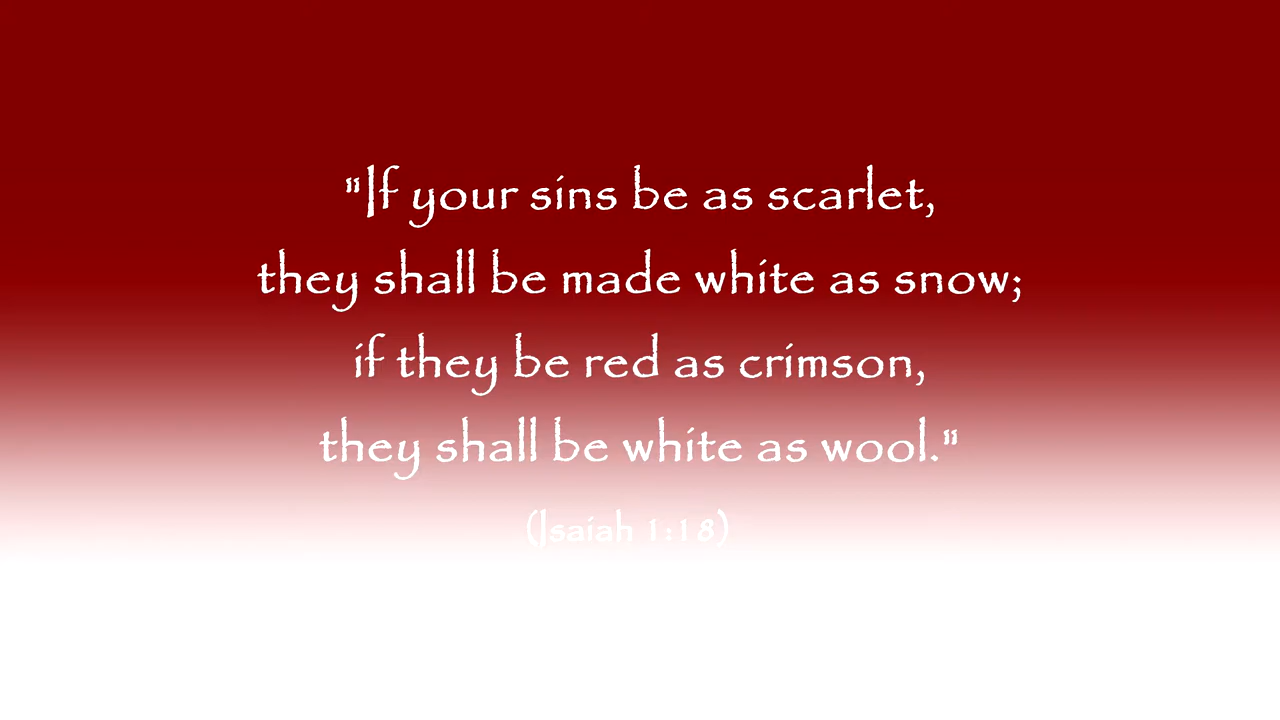 "If your sins be as scarlet,
they shall be made white as snow;
if they be red as crimson,
they shall be white as wool."
(Isaiah 1:18)